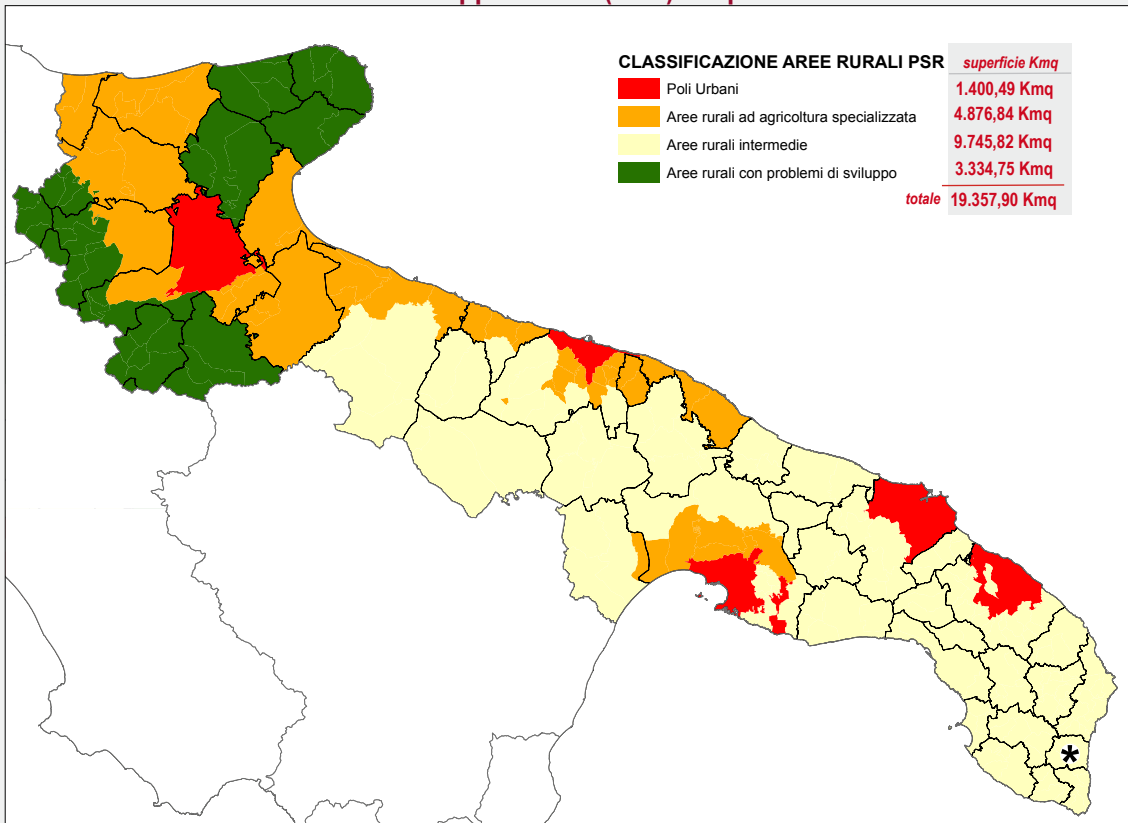 CLASSIFICAZIONE AREE RURALI PSR superficie Kmq
Poli Urbani 1.400,49 Kmq
Aree rurali ad agricoltura specializzata 4.876,84 Kmq
Aree rurali intermedie 9.745,82 Kmq
Aree rurali con problemi di sviluppo 3.334,75 Kmq
totale 19.357,90 Kmq
*